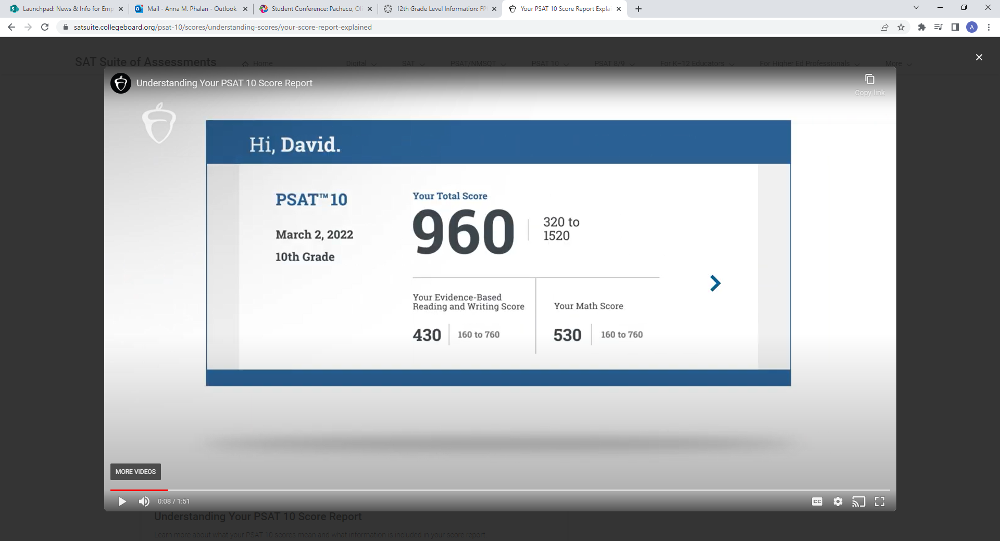 Launchpad: News & Info for Emp
Mail - Anna M. Phalan - Outlook
Student Conference: Pacheco, Oli
12th Grade Level Information: FP
Your PSAT 10 Score Report Expla
satsuite.collegeboard.org/psat-10/scores/understanding-scores/your-score-report-explained
A
SAT Suite of Assessments
Home
Digital
SAT
PSAT/NMSQT
PSAT 10
PSAT 8/9
For K–12 Educators
For Higher Ed Professionals
More
Understanding Your PSAT 10 Score Report
Copy link
Hi, David.
PSAT™ 10
March 2, 2022
10th Grade
Your Total Score
960
320 to
1520
Your Evidence-Based
Reading and Writing Score
430
160 to 760
Your Math Score
530
160 to 760
MORE VIDEOS
0:08 / 1:51
CC
Understanding Your PSAT 10 Score Report
Learn more about what your PSAT 10 scores mean and what information is included in your score report.